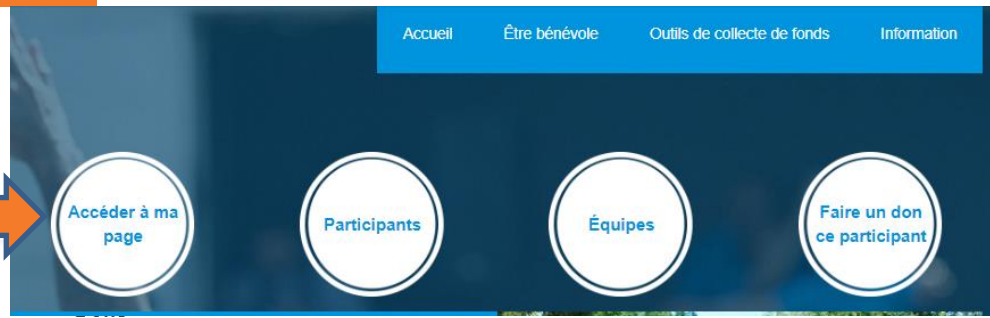 Accueil Être bénévole Outils de collecte de fonds Information
Accéder à ma
page
Participants
Équipes
Faire un don
ce participant